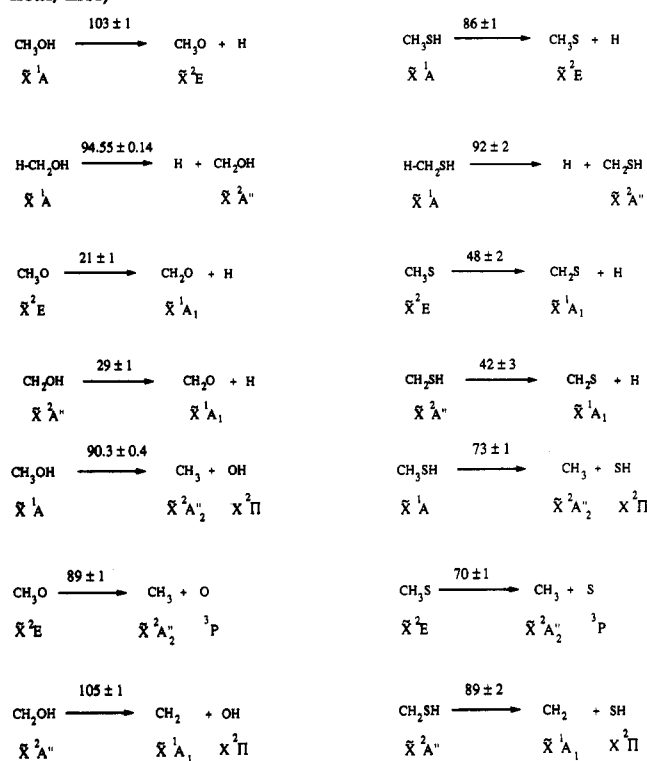 103 ± 1
CH₃OH ⟶ CH₃O + H
X̃ ¹A X̃ ²E
86 ± 1
CH₃SH ⟶ CH₃S + H
X̃ ¹A X̃ ²E
94.55 ± 0.14
H-CH₂OH ⟶ H + CH₂OH
X̃ ¹A X̃ ²A"
92 ± 2
H-CH₂SH ⟶ H + CH₂SH
X̃ ¹A X̃ ²A"
21 ± 1
CH₃O ⟶ CH₂O + H
X̃ ²E X̃ ¹A₁
48 ± 2
CH₃S ⟶ CH₂S + H
X̃ ²E X̃ ¹A₁
29 ± 1
CH₂OH ⟶ CH₂O + H
X̃ ²A" X̃ ¹A₁
42 ± 3
CH₂SH ⟶ CH₂S + H
X̃ ²A" X̃ ¹A₁
90.3 ± 0.4
CH₃OH ⟶ CH₃ + OH
X̃ ¹A X̃ ²A"₂ X ²Π
73 ± 1
CH₃SH ⟶ CH₃ + SH
X̃ ¹A X̃ ²A"₂ X ²Π
89 ± 1
CH₃O ⟶ CH₃ + O
X̃ ²E X̃ ²A"₂ ³P
70 ± 1
CH₃S ⟶ CH₃ + S
X̃ ²E X̃ ²A"₂ ³P
105 ± 1
CH₂OH ⟶ CH₂ + OH
X̃ ²A" X̃ ¹A₁ X ²Π
89 ± 2
CH₂SH ⟶ CH₂ + SH
X̃ ²A" X̃ ¹A₁ X ²Π